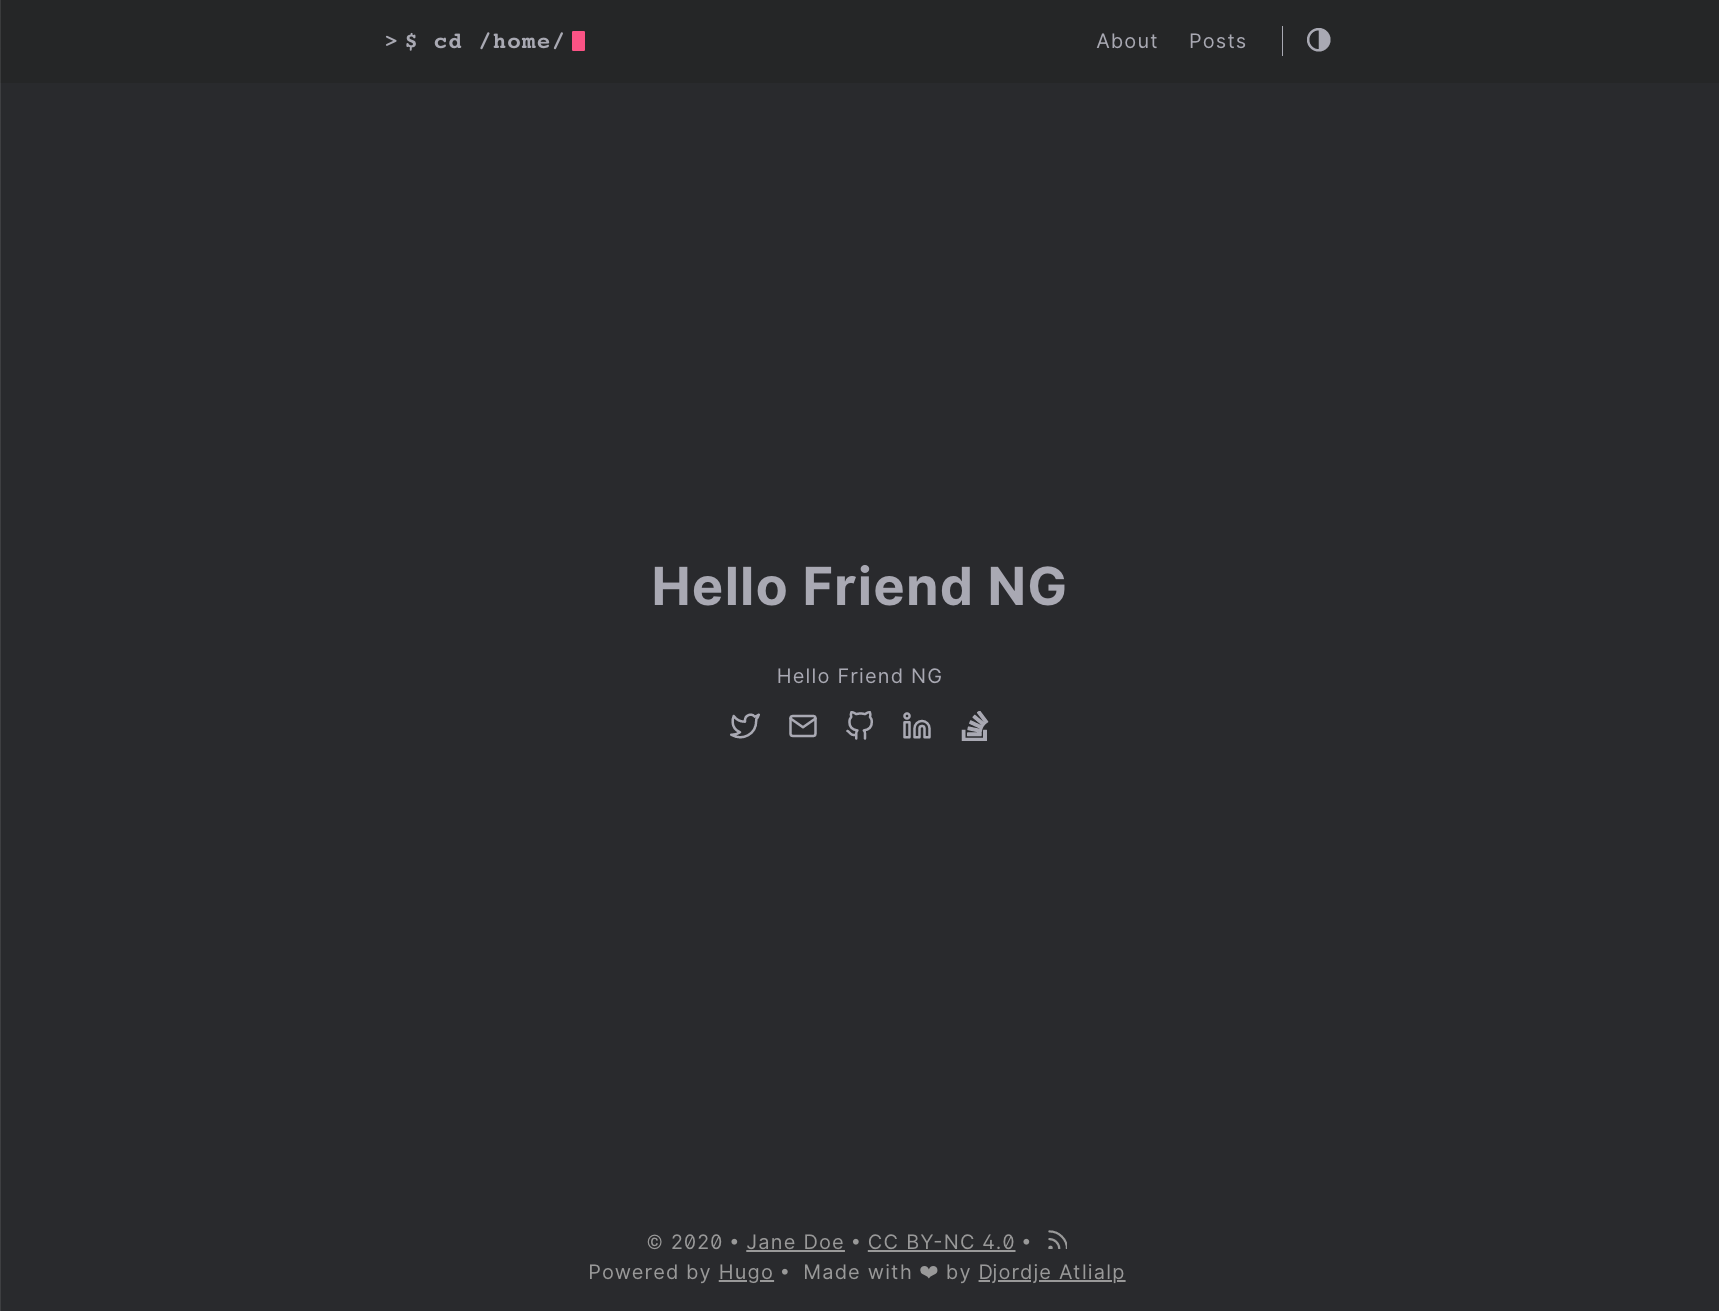 > $ cd /home/
About Posts
Hello Friend NG
Hello Friend NG
© 2020 • Jane Doe • CC BY-NC 4.0 •
Powered by Hugo • Made with ❤ by Djordje Atlialp